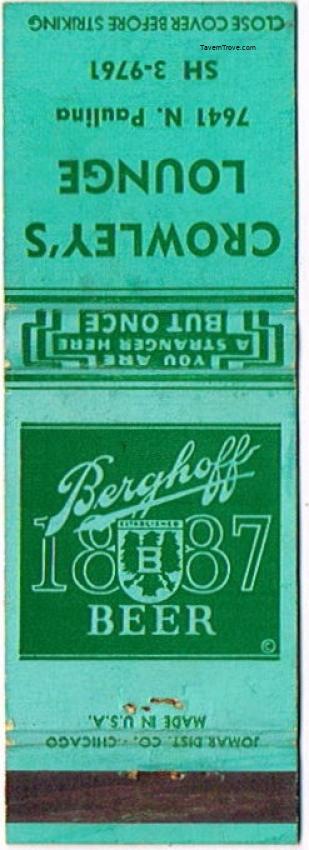 CLOSE COVER BEFORE STRIKING
TavernTrove.com
SH 3-9761
7641 N. Paulina
CROWLEY'S
LOUNGE
YOU ARE
A STRANGER HERE
BUT ONCE
Berghoff
1887
B
BEER
©
MADE IN U.S.A.
JOMAR DIST. CO. - CHICAGO